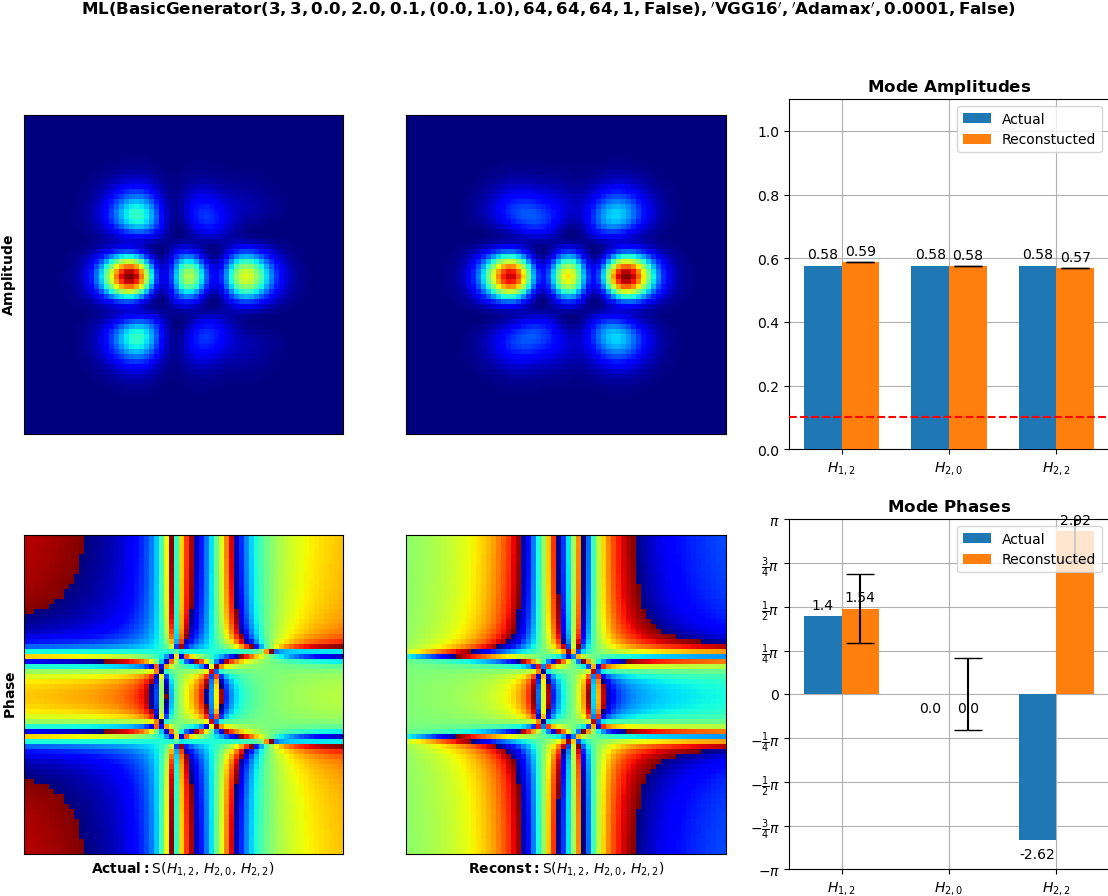 ML(BasicGenerator(3, 3, 0.0, 2.0, 0.1, (0.0, 1.0), 64, 64, 64, 1, False), 'VGG16', 'Adamax', 0.0001, False)
Amplitude
Mode Amplitudes
Actual
Reconstucted
1.0
0.8
0.6
0.4
0.2
0.0
0.58 0.59 0.58 0.58 0.58 0.57
H1,2 H2,0 H2,2
Phase
Actual: S(H1,2, H2,0, H2,2)
Reconst: S(H1,2, H2,0, H2,2)
Mode Phases
Actual
Reconstucted
π
3/4π
1/2π
1/4π
0
−1/4π
−1/2π
−3/4π
−π
1.4 1.54 0.0 0.0 -2.62 2.92
H1,2 H2,0 H2,2